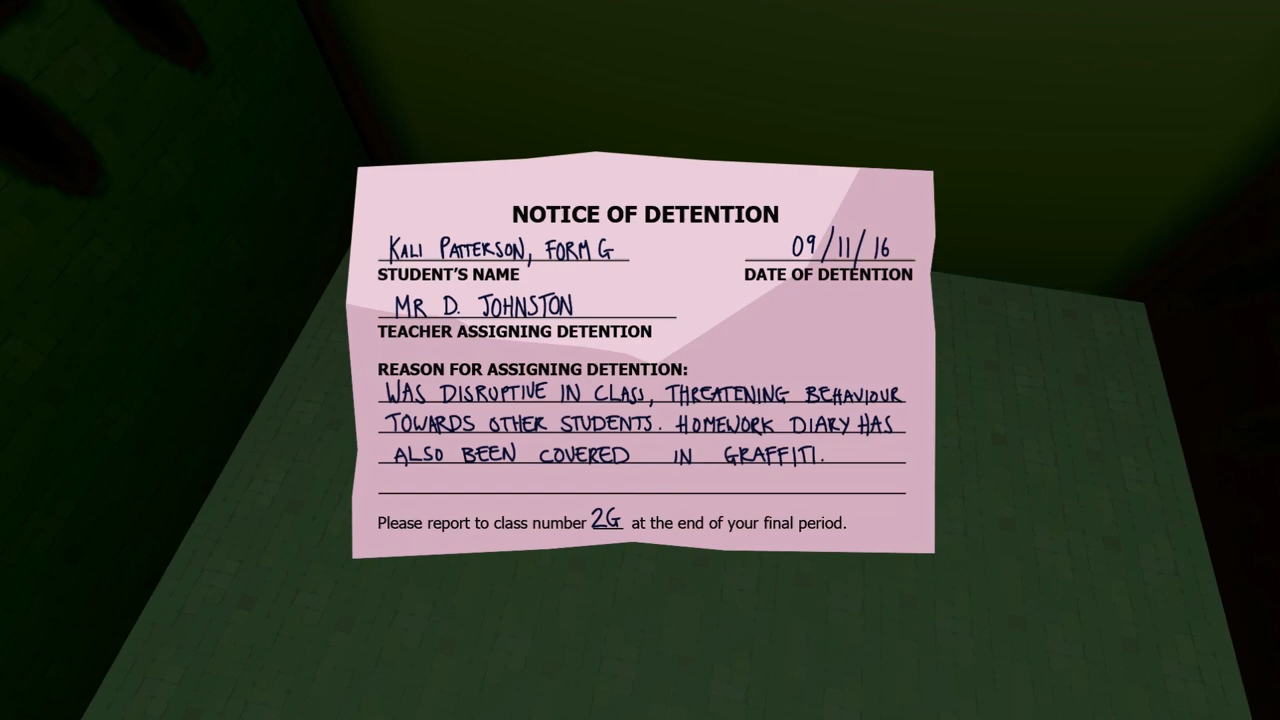 NOTICE OF DETENTION
KALI PATTERSON, FORM G 09/11/16
STUDENT'S NAME DATE OF DETENTION
MR D. JOHNSTON
TEACHER ASSIGNING DETENTION
REASON FOR ASSIGNING DETENTION:
WAS DISRUPTIVE IN CLASS, THREATENING BEHAVIOUR
TOWARDS OTHER STUDENTS. HOMEWORK DIARY HAS
ALSO BEEN COVERED IN GRAFFITI.
Please report to class number 2G at the end of your final period.